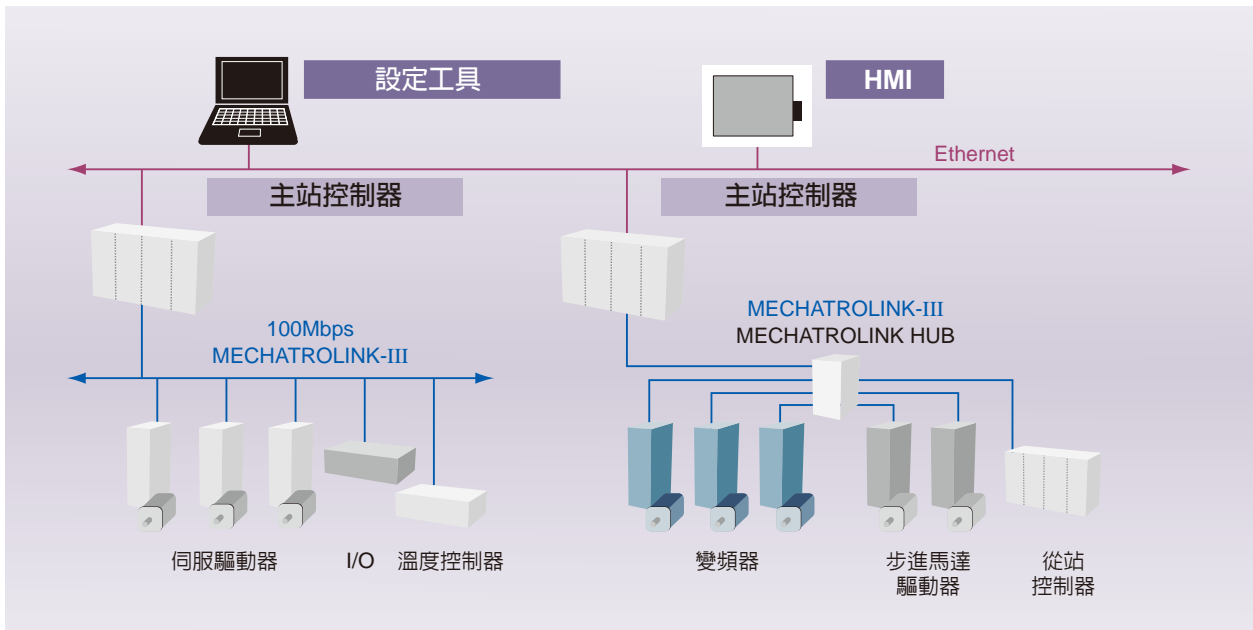 設定工具
HMI
Ethernet
主站控制器
主站控制器
100Mbps
MECHATROLINK-III
MECHATROLINK-III
MECHATROLINK HUB
伺服驅動器
I/O
溫度控制器
變頻器
步進馬達
驅動器
從站
控制器